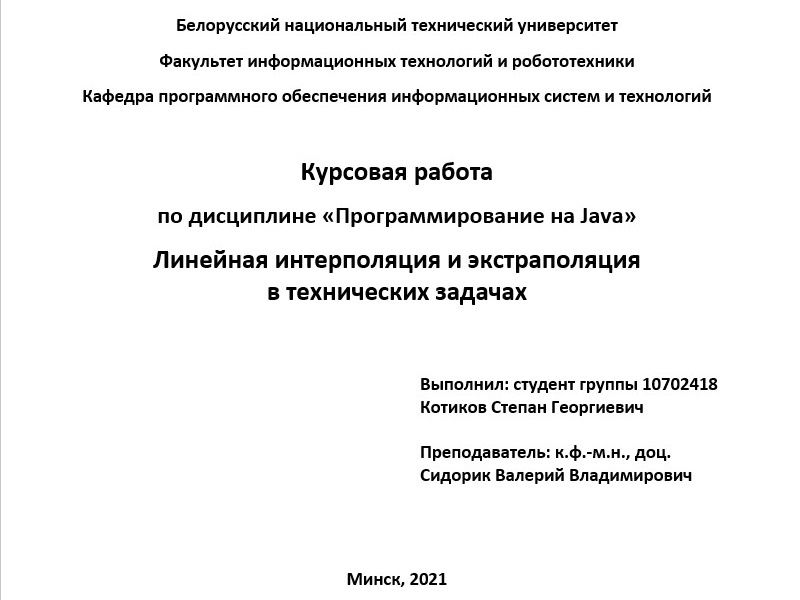 Белорусский национальный технический университет
Факультет информационных технологий и робототехники
Кафедра программного обеспечения информационных систем и технологий
Курсовая работа
по дисциплине «Программирование на Java»
Линейная интерполяция и экстраполяция
в технических задачах
Выполнил: студент группы 10702418
Котиков Степан Георгиевич
Преподаватель: к.ф.-м.н., доц.
Сидорик Валерий Владимирович
Минск, 2021